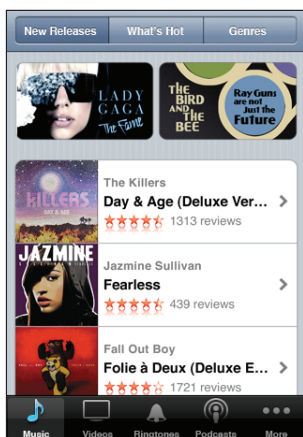 New Releases
What's Hot
Genres
LADY
GAGA
The Fame
THE
BIRD
AND
THE
BEE
Ray Guns
are not
Just The
Future
The Killers
Day & Age (Deluxe Ver...
1313 reviews
KILLERS
DAY & AGE
Jazmine Sullivan
Fearless
439 reviews
JAZMINE
Fall Out Boy
Folie à Deux (Deluxe E...
1721 reviews
Music
Videos
Ringtones
Podcasts
More